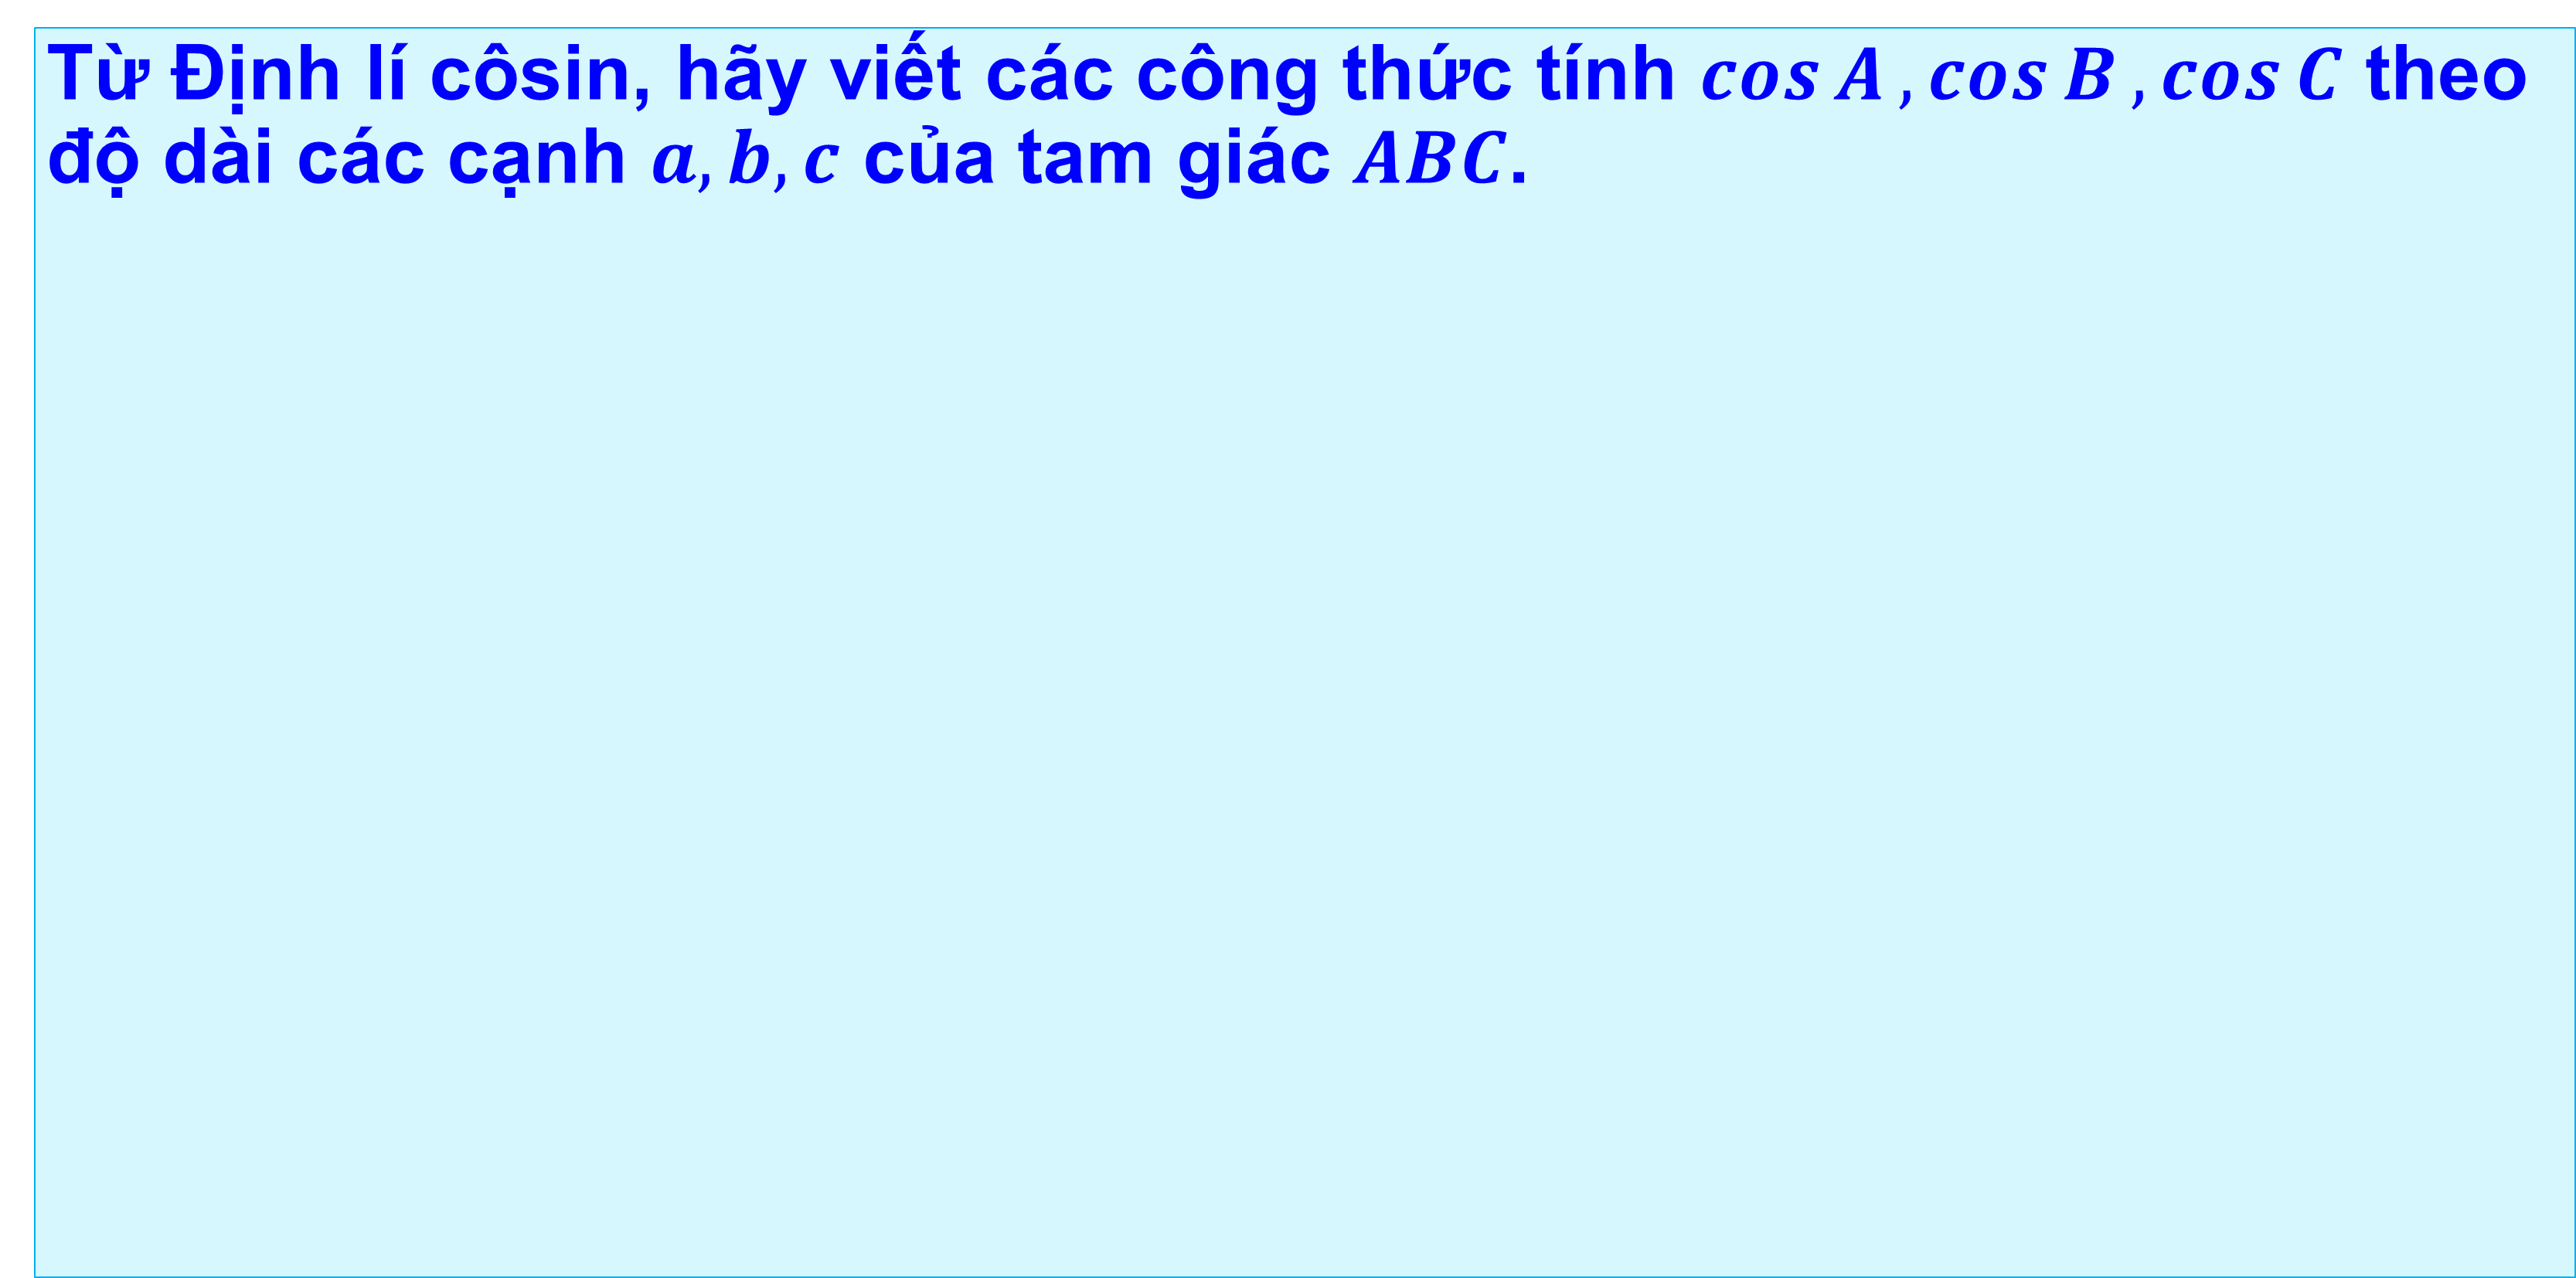 Từ Định lí côsin, hãy viết các công thức tính cos A , cos B , cos C theo
độ dài các cạnh a, b, c của tam giác ABC.